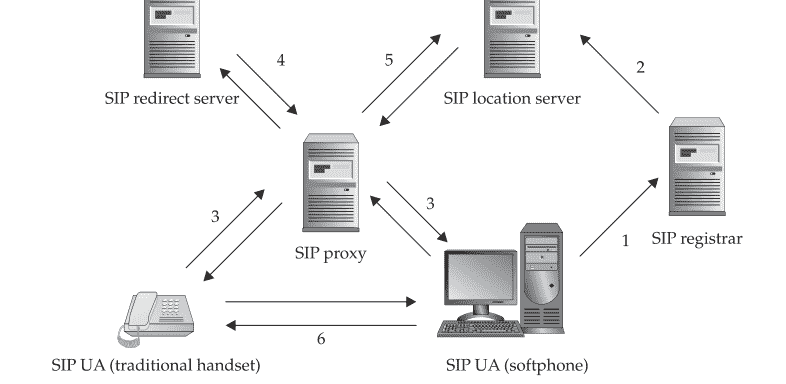 4
5
2
SIP redirect server
SIP location server
3
3
1
SIP registrar
SIP proxy
6
SIP UA (traditional handset)
SIP UA (softphone)